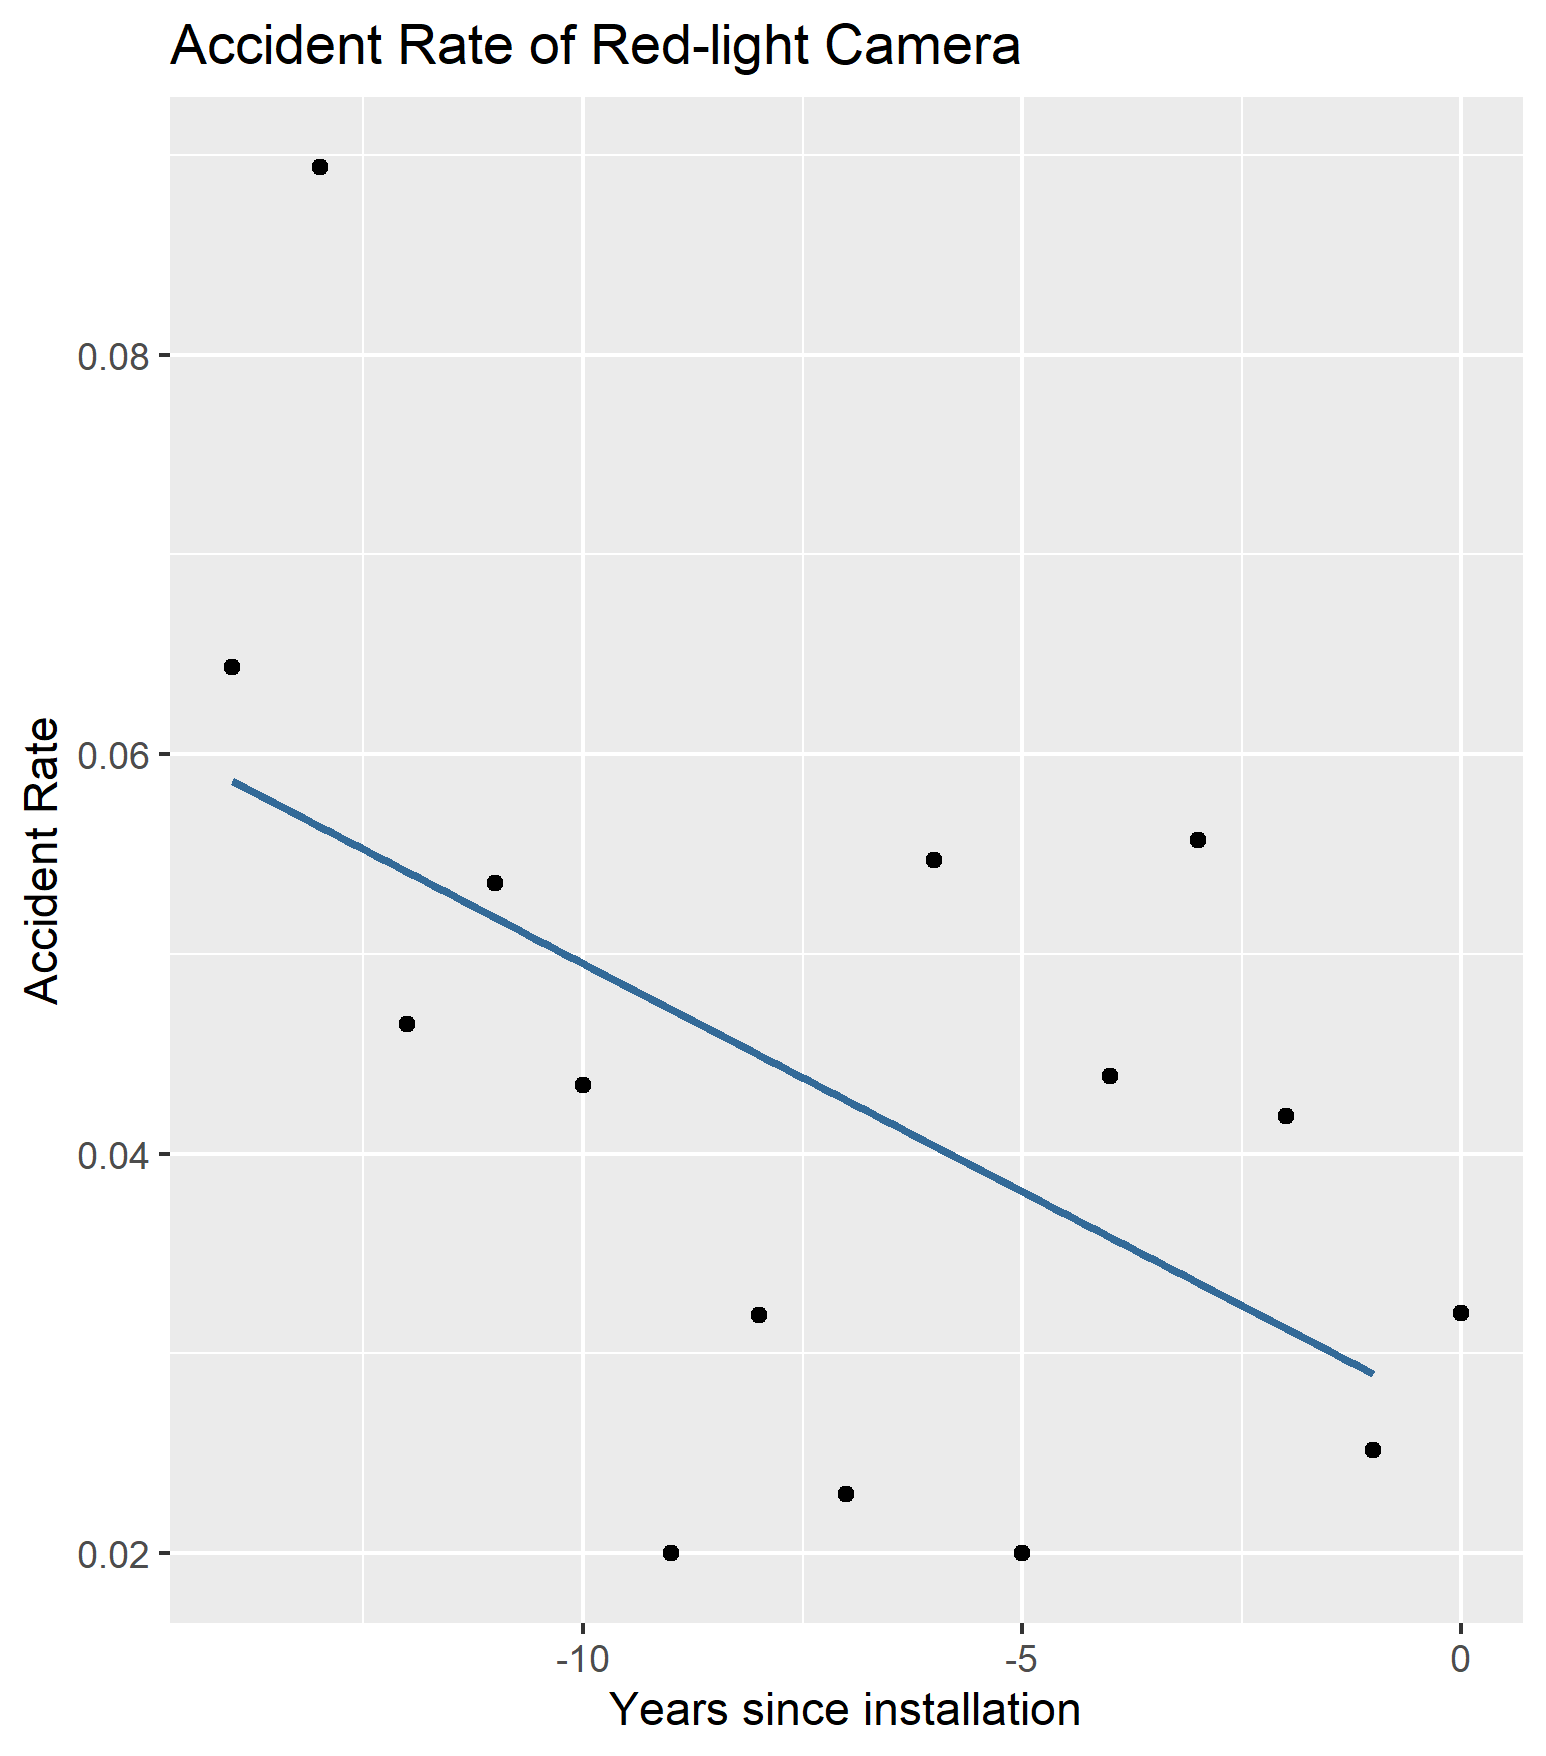 Accident Rate of Red-light Camera
0.08
0.06
0.04
0.02
Accident Rate
-10
-5
0
Years since installation